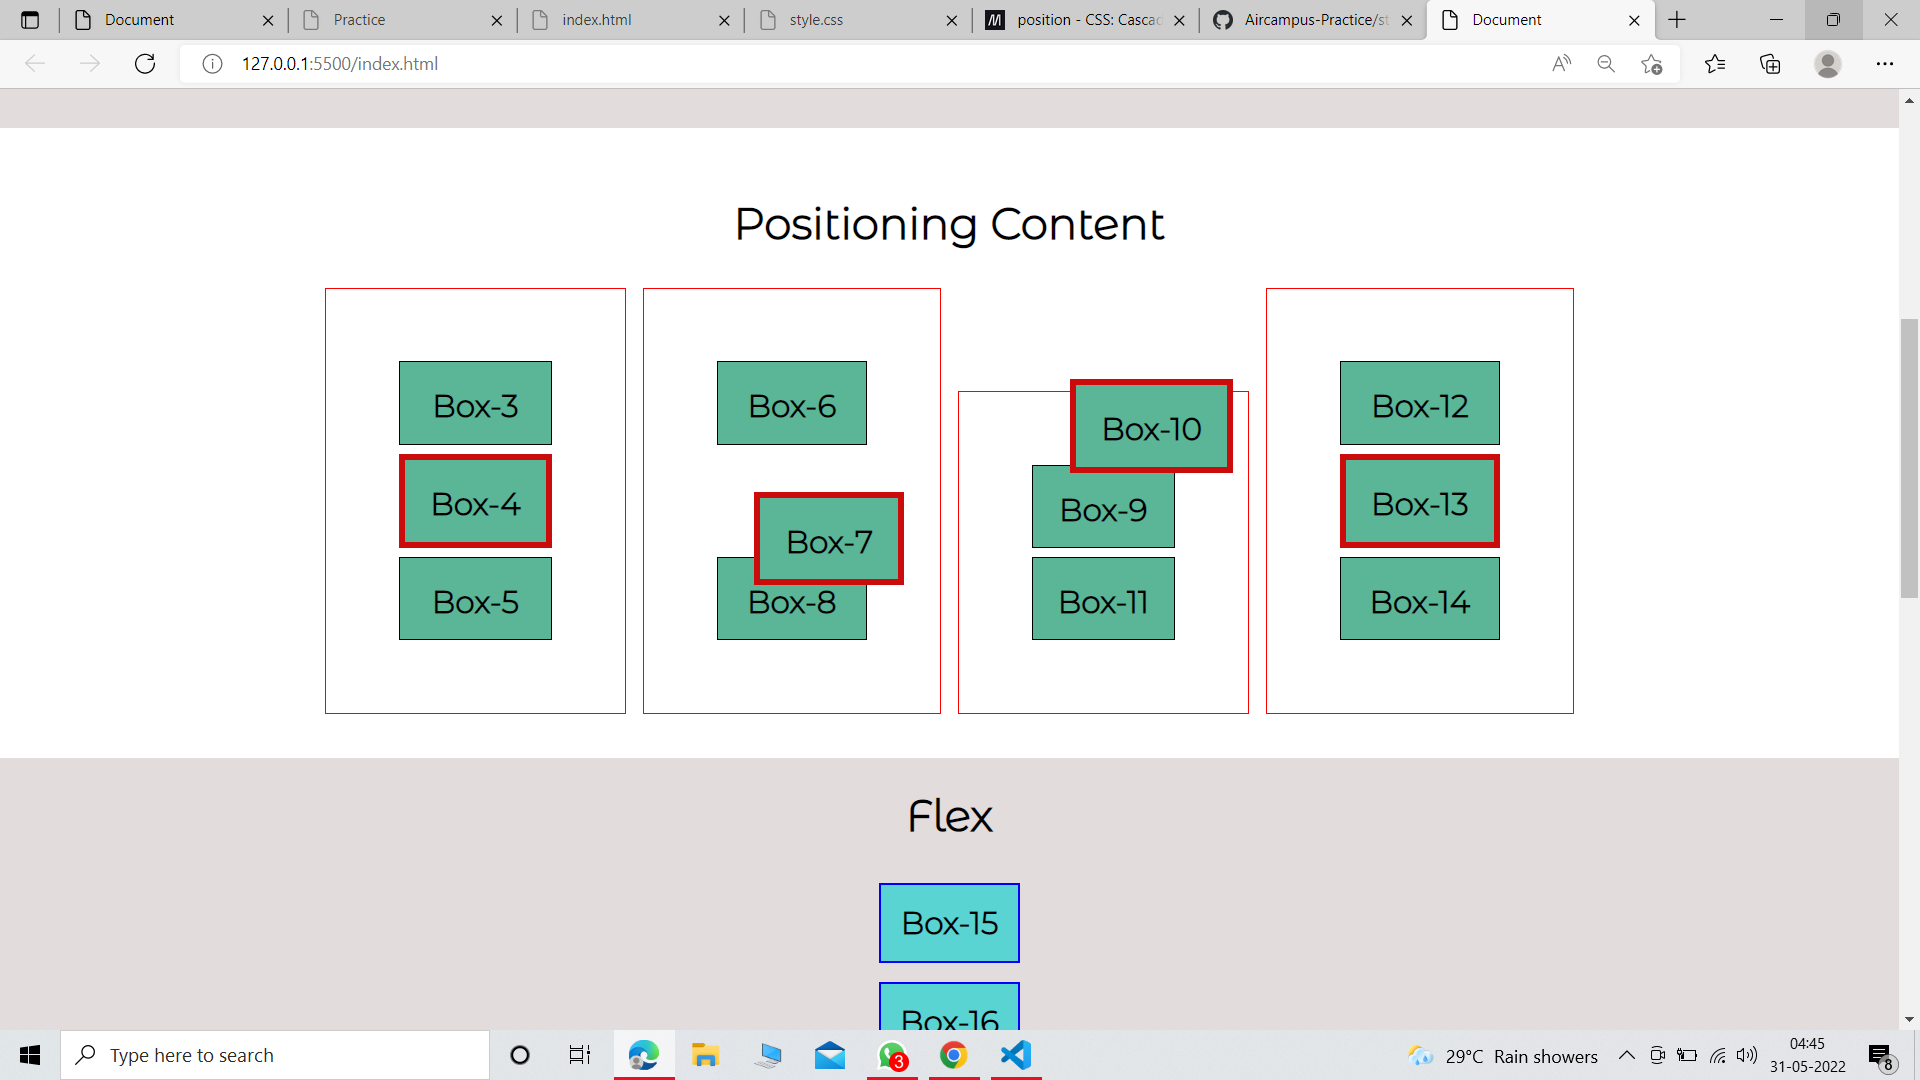 Document
Practice
index.html
style.css
position - CSS: Cascad
Aircampus-Practice/st
Document
127.0.0.1:5500/index.html
Positioning Content
Box-3
Box-4
Box-5
Box-6
Box-7
Box-8
Box-10
Box-9
Box-11
Box-12
Box-13
Box-14
Flex
Box-15
Box-16
Type here to search
3
29°C Rain showers
04:45
31-05-2022
8